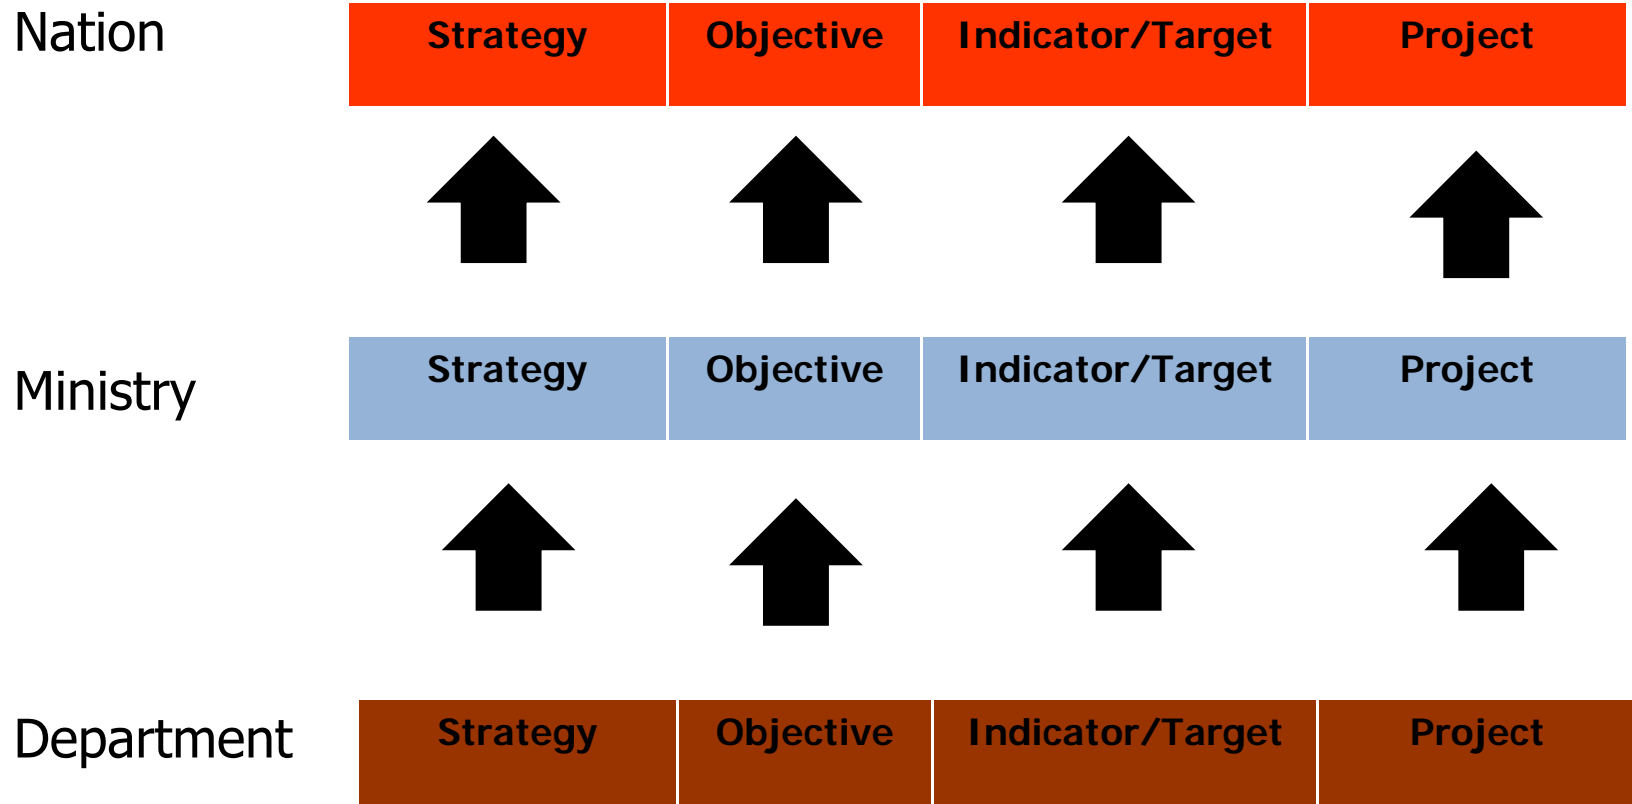 Nation
Strategy Objective Indicator/Target Project
Ministry
Strategy Objective Indicator/Target Project
Department
Strategy Objective Indicator/Target Project